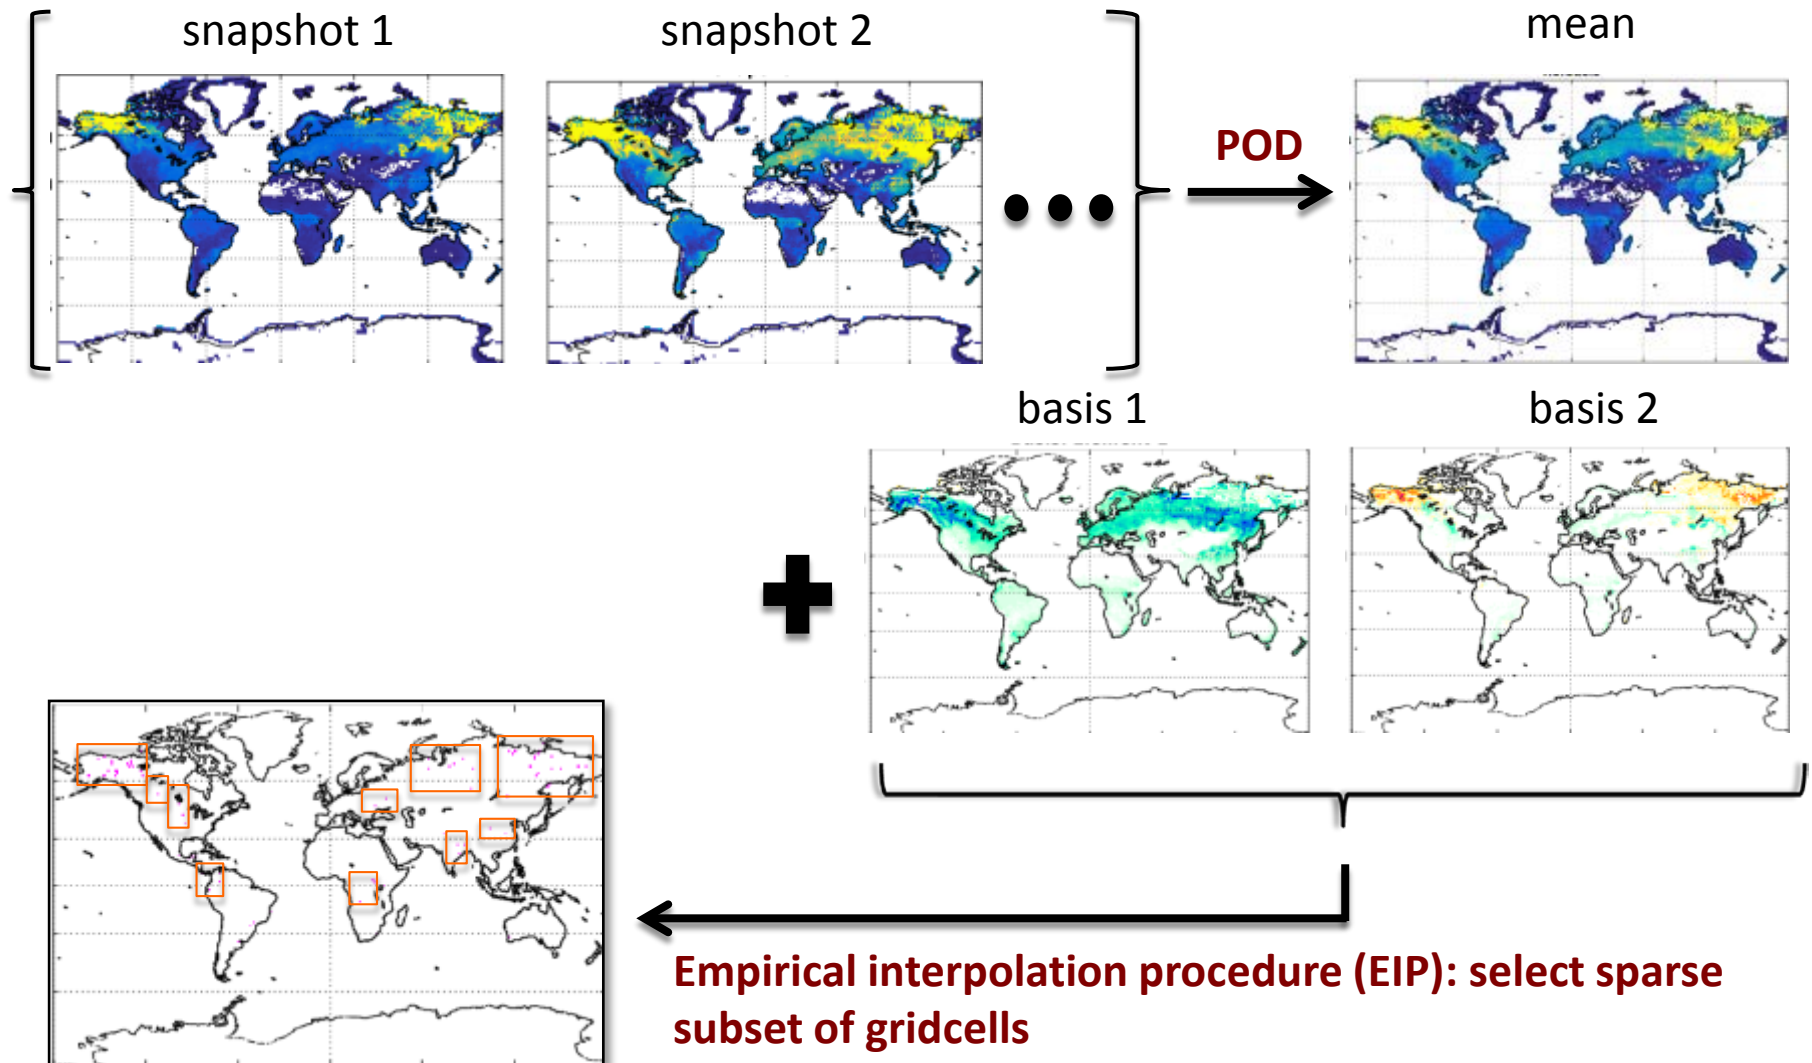 snapshot 1
snapshot 2
mean
POD
basis 1
basis 2
Empirical interpolation procedure (EIP): select sparse
subset of gridcells